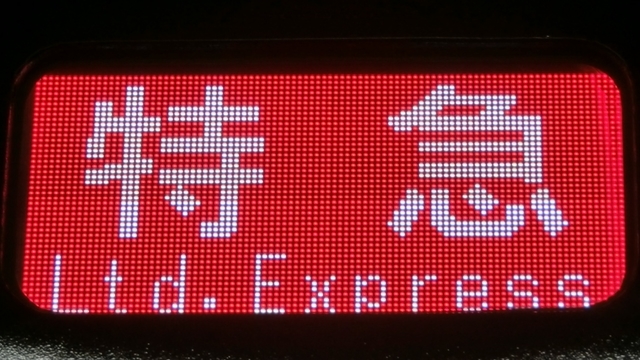 特急
Ltd.Express